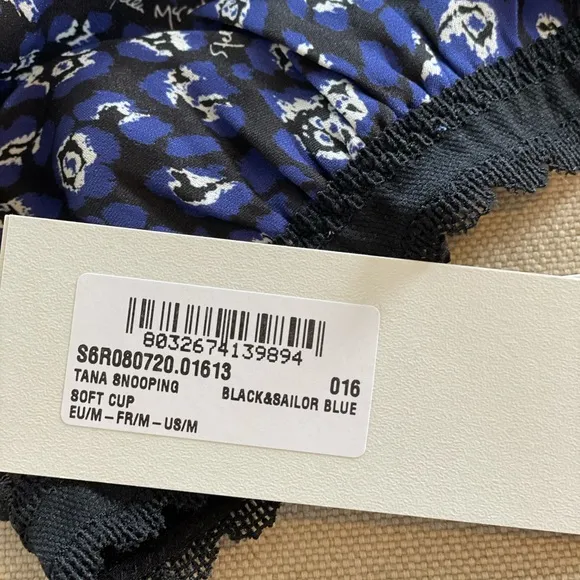 8032674139894
S6R080720.01613
TANA SNOOPING 016
SOFT CUP BLACK&SAILOR BLUE
EU/M-FR/M-US/M